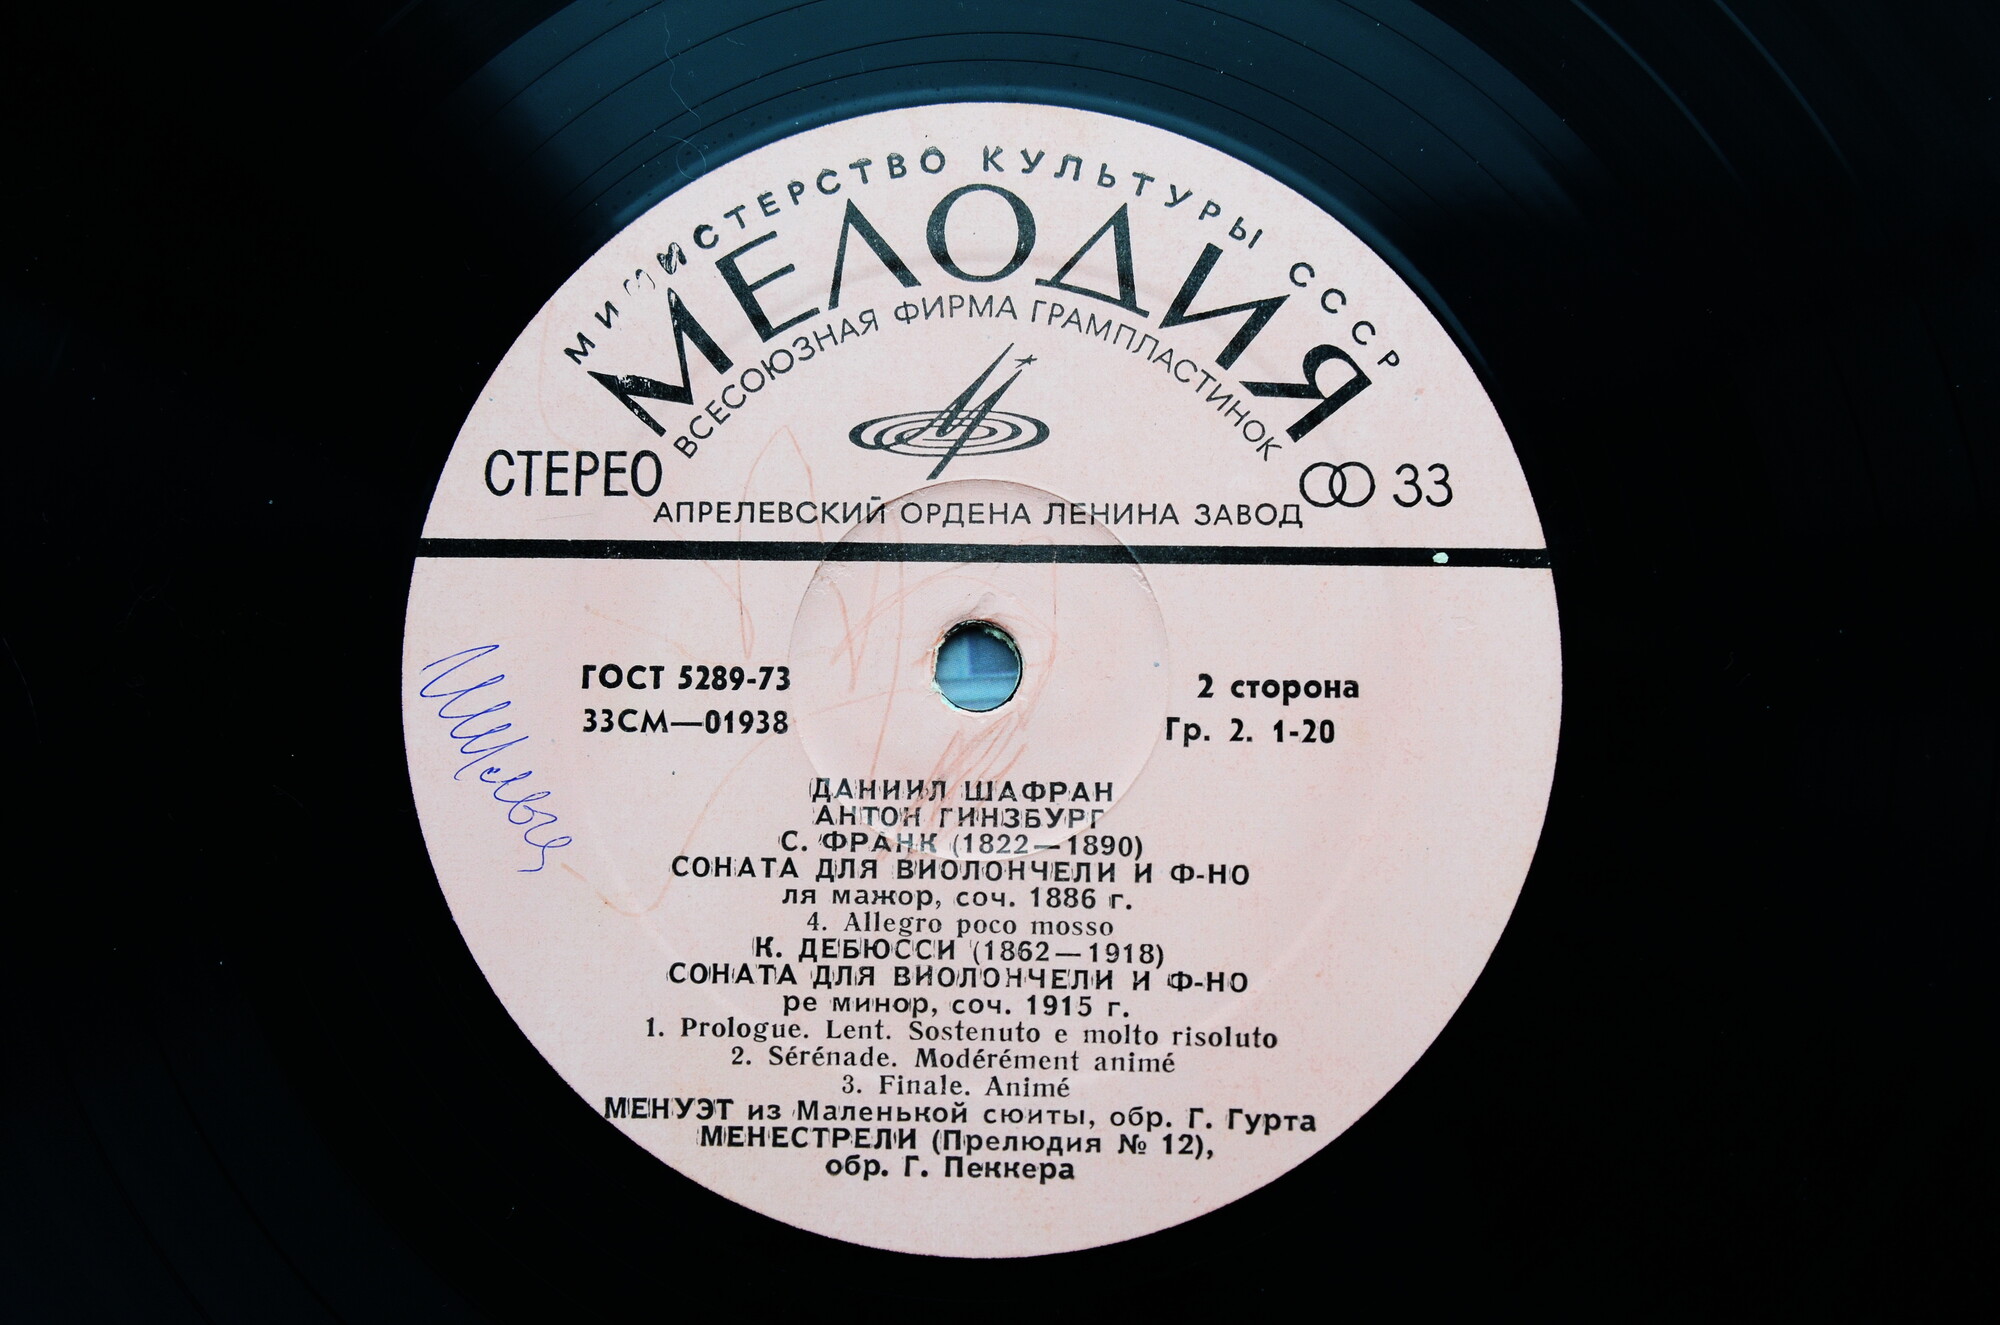 МИНИСТЕРСТВО КУЛЬТУРЫ СССР
МЕЛОДИЯ
ВСЕСОЮЗНАЯ ФИРМА ГРАМПЛАСТИНОК
СТЕРЕО
33
АПРЕЛЕВСКИЙ ОРДЕНА ЛЕНИНА ЗАВОД
ГОСТ 5289-73
33СМ—01938
2 сторона
Гр. 2. 1-20
ДАНИИЛ ШАФРАН
АНТОН ГИНЗБУРГ
С. ФРАНК (1822—1890)
СОНАТА ДЛЯ ВИОЛОНЧЕЛИ И Ф-НО
ля мажор, соч. 1886 г.
4. Allegro poco mosso
К. ДЕБЮССИ (1862—1918)
СОНАТА ДЛЯ ВИОЛОНЧЕЛИ И Ф-НО
ре минор, соч. 1915 г.
1. Prologue. Lent. Sostenuto e molto risoluto
2. Sérénade. Modérément animé
3. Finale. Animé
МЕНУЭТ из Маленькой сюиты, обр. Г. Гурта
МЕНЕСТРЕЛИ (Прелюдия № 12),
обр. Г. Пеккера